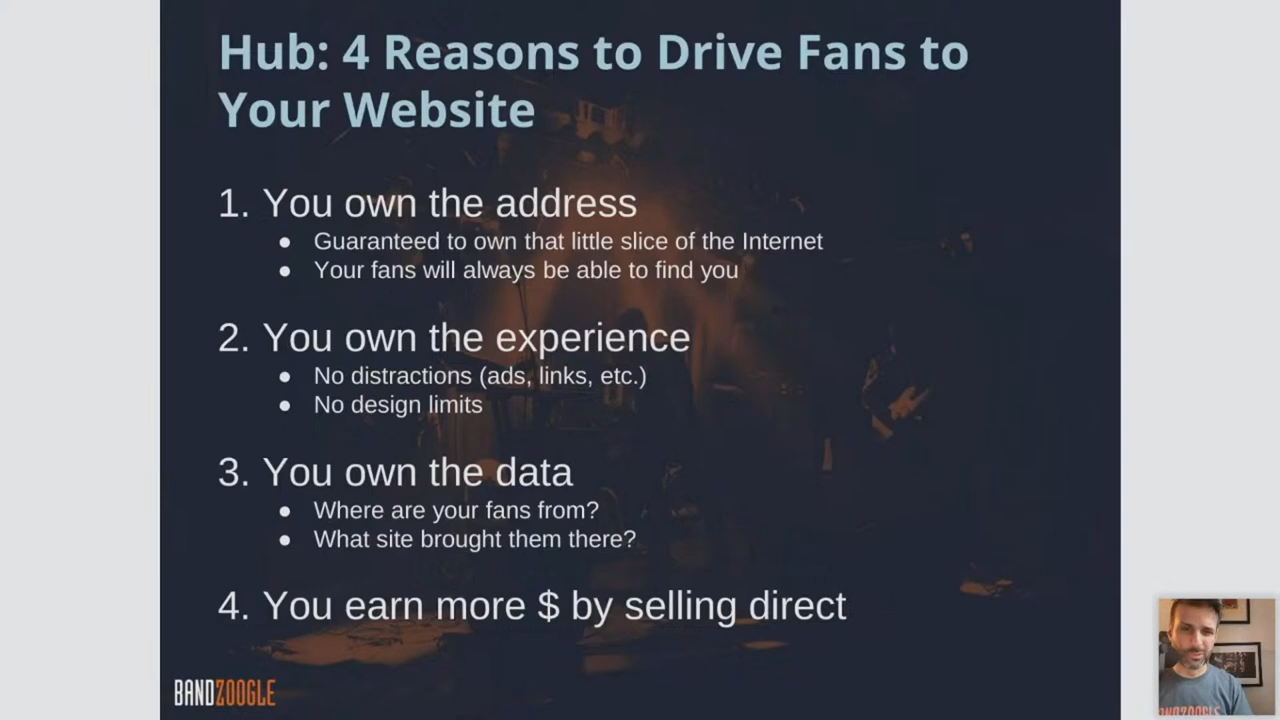 Hub: 4 Reasons to Drive Fans to
Your Website
1. You own the address
● Guaranteed to own that little slice of the Internet
● Your fans will always be able to find you
2. You own the experience
● No distractions (ads, links, etc.)
● No design limits
3. You own the data
● Where are your fans from?
● What site brought them there?
4. You earn more $ by selling direct
BANDZOOGLE